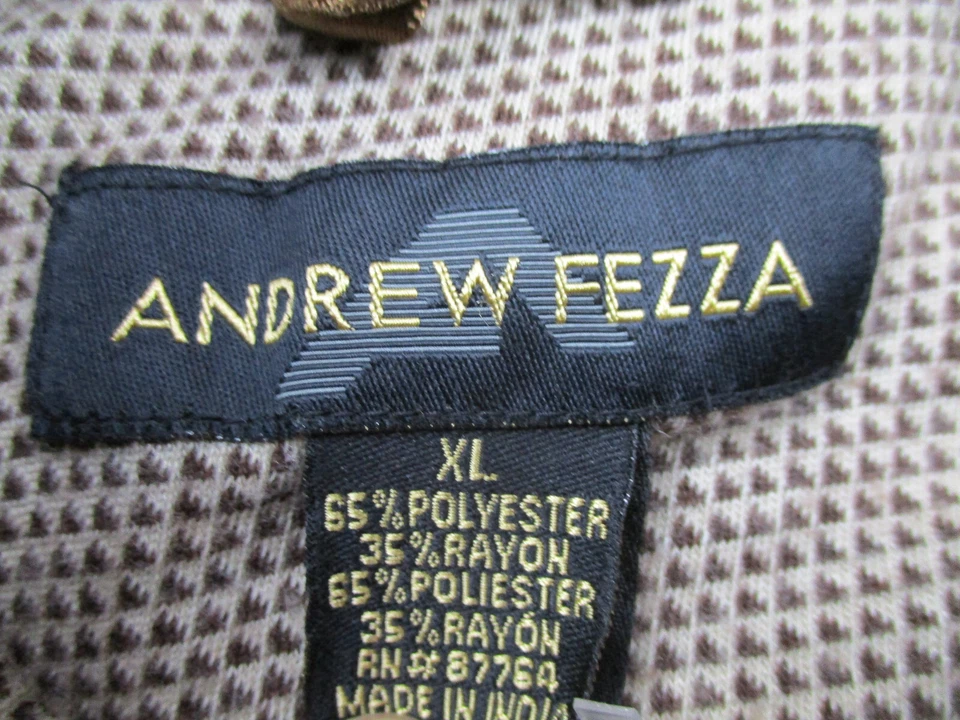 ANDREW FEZZA
XL
65% POLYESTER
35% RAYON
65% POLIESTER
35% RAYÓN
RN# 87764
MADE IN INDIA